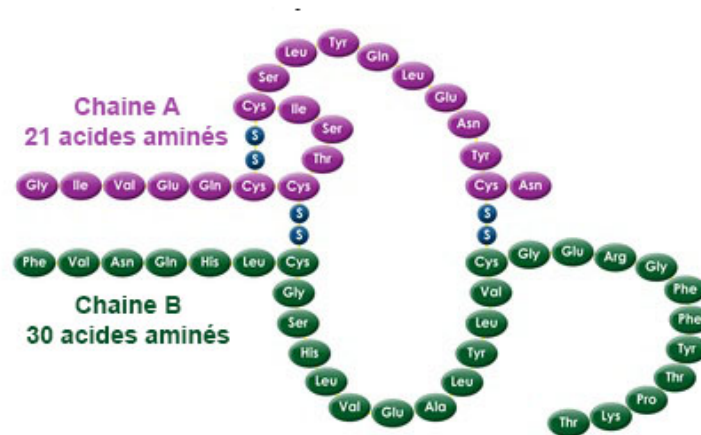 Leu Tyr Gln
Ser Leu
Cys Ile Glu
Chaine A
21 acides aminés
S Ser Asn
S Thr Tyr
Gly Ile Val Glu Gln Cys Cys Cys Asn
S S
S S
Phe Val Asn Gln His Leu Cys Cys Gly Glu Arg Gly
Chaine B
30 acides aminés
Gly Val Phe
Ser Leu Phe
His Tyr Tyr
Leu Leu Thr
Val Glu Ala Pro
Thr Lys